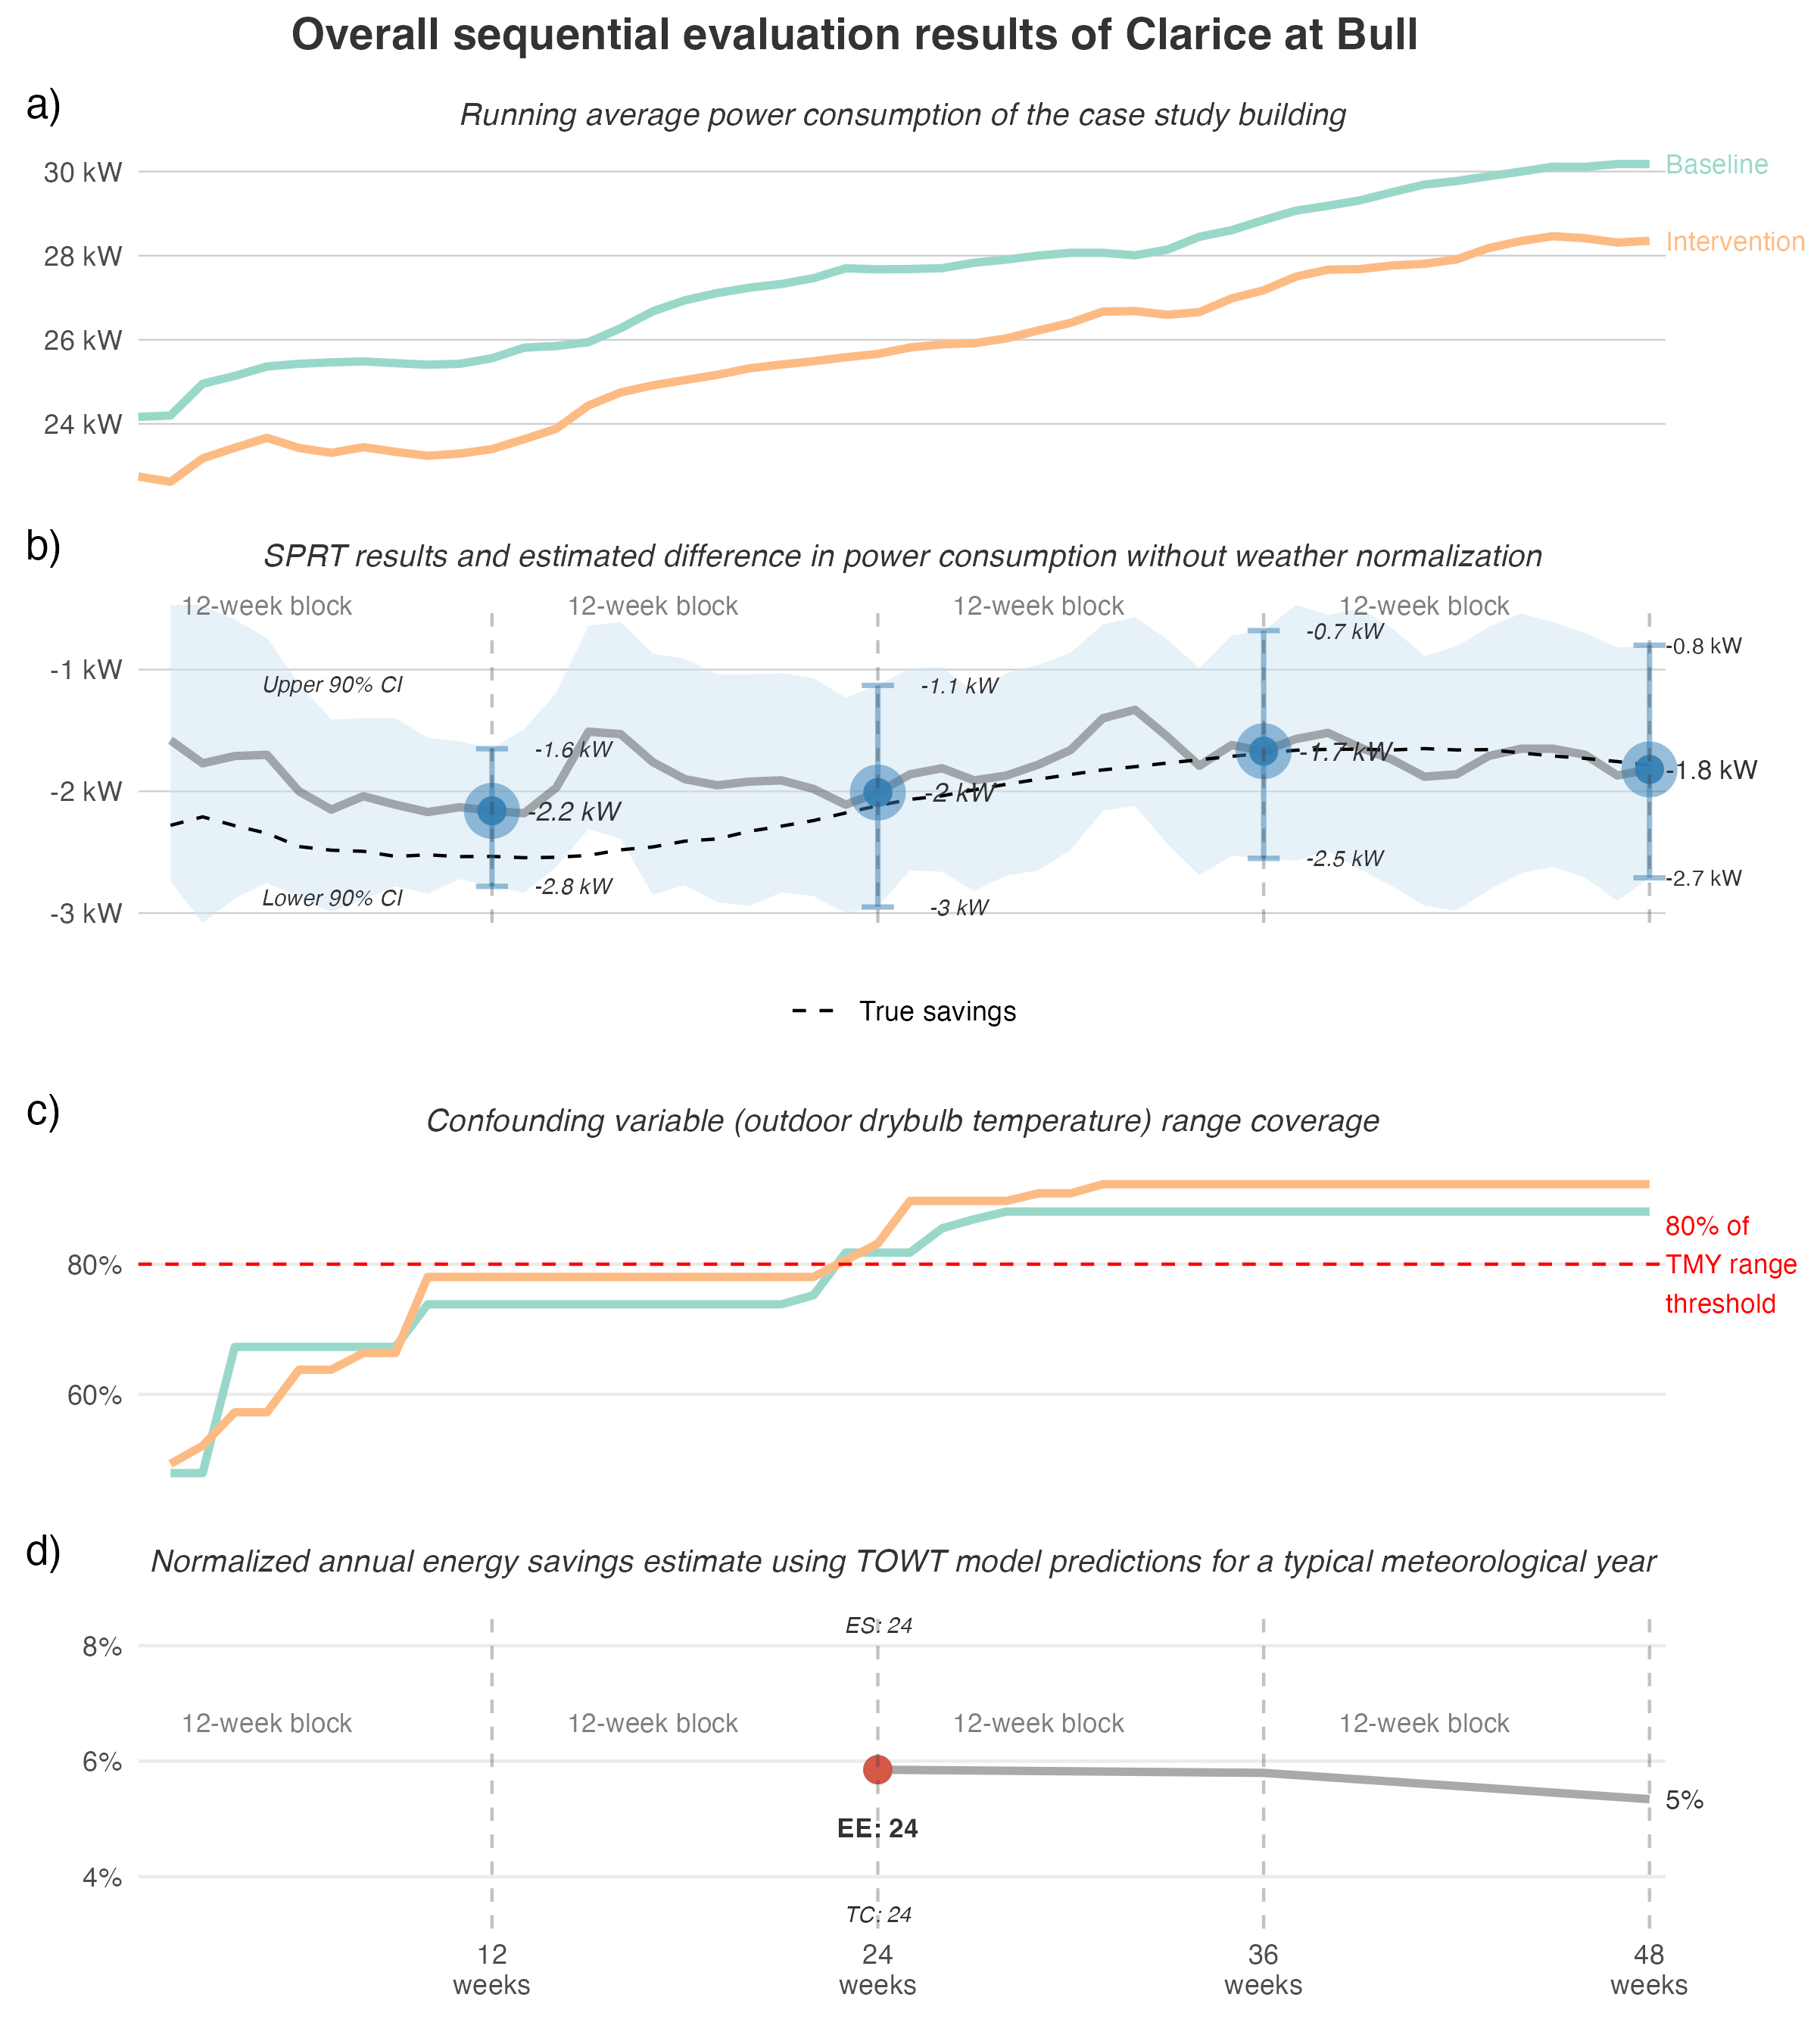 Overall sequential evaluation results of Clarice at Bull
a)
Running average power consumption of the case study building
30 kW
28 kW
26 kW
24 kW
Baseline
Intervention
b)
SPRT results and estimated difference in power consumption without weather normalization
12-week block 12-week block 12-week block 12-week block
-1 kW
-2 kW
-3 kW
Upper 90% CI
Lower 90% CI
-1.6 kW
-2.2 kW
-2.8 kW
-1.1 kW
-2 kW
-3 kW
-0.7 kW
-1.7 kW
-2.5 kW
-0.8 kW
-1.8 kW
-2.7 kW
True savings
c)
Confounding variable (outdoor drybulb temperature) range coverage
80%
60%
80% of
TMY range
threshold
d)
Normalized annual energy savings estimate using TOWT model predictions for a typical meteorological year
ES: 24
8%
12-week block 12-week block 12-week block 12-week block
6%
5%
EE: 24
4%
TC: 24
12
weeks
24
weeks
36
weeks
48
weeks